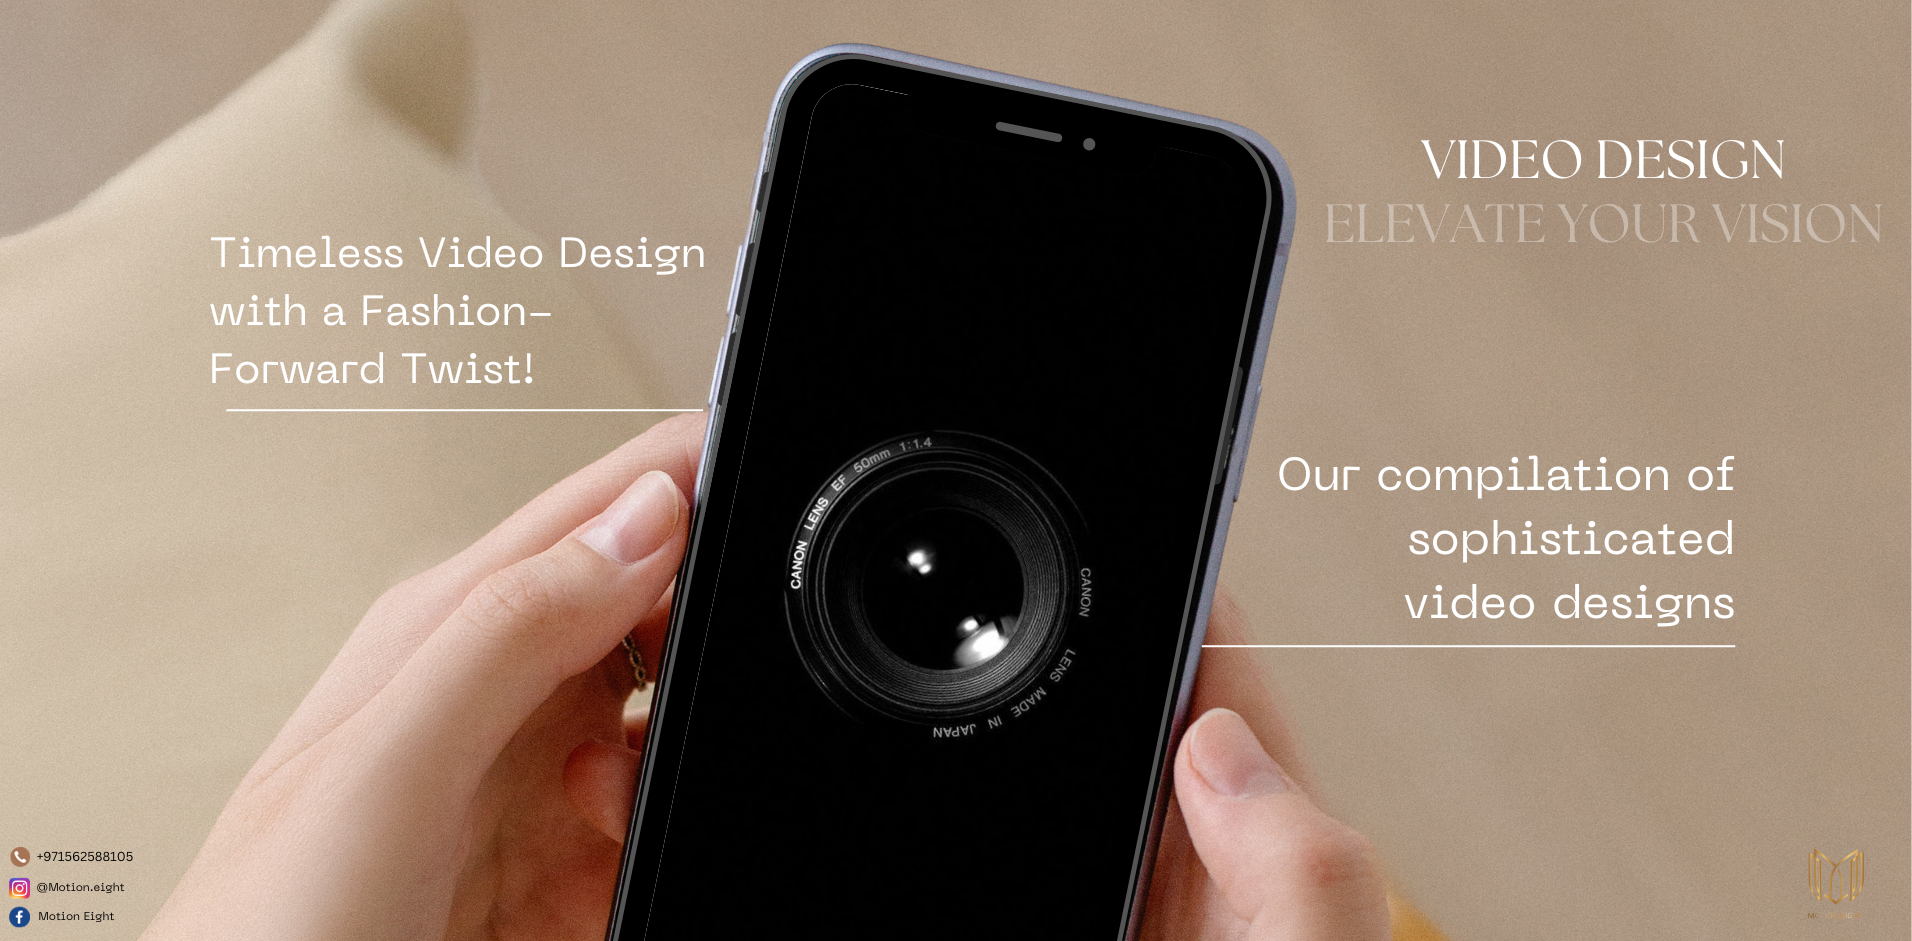 VIDEO DESIGN
ELEVATE YOUR VISION
Timeless Video Design
with a Fashion-
Forward Twist!
CANON LENS EF 50mm 1:1.4
CANON LENS MADE IN JAPAN
Our compilation of
sophisticated
video designs
+971562588105
@Motion.eight
Motion Eight